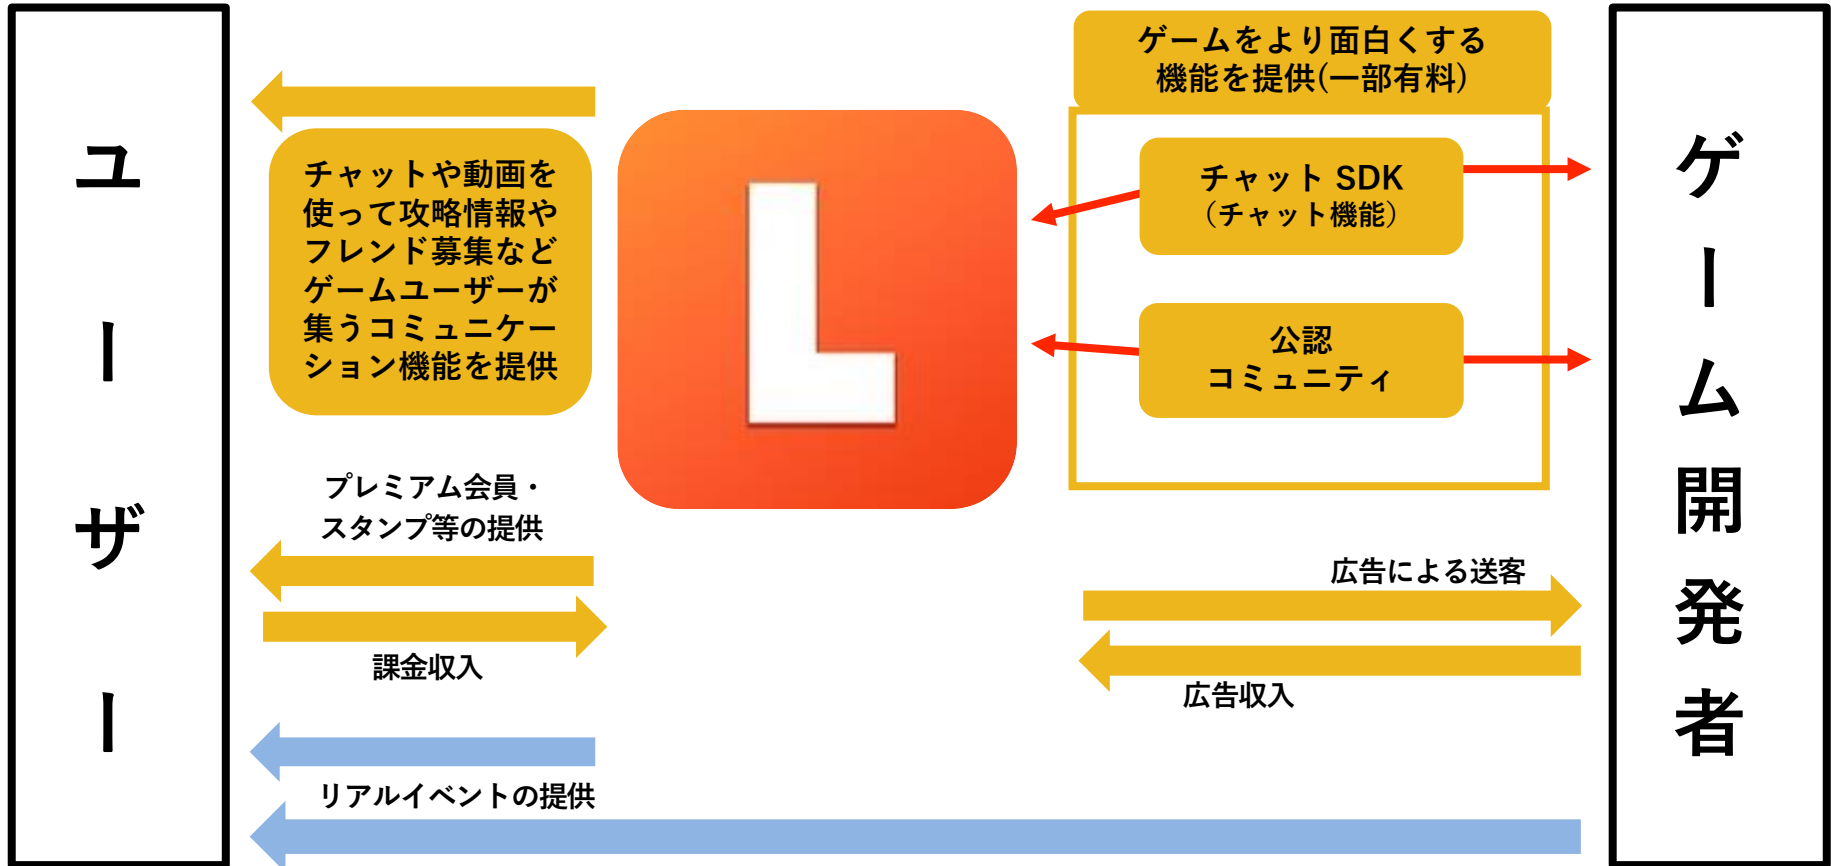 ユーザー
チャットや動画を
使って攻略情報や
フレンド募集など
ゲームユーザーが
集うコミュニケー
ション機能を提供
プレミアム会員・
スタンプ等の提供
課金収入
リアルイベントの提供
L
ゲームをより面白くする
機能を提供(一部有料)
チャット SDK
(チャット機能)
公認
コミュニティ
広告による送客
広告収入
ゲーム開発者